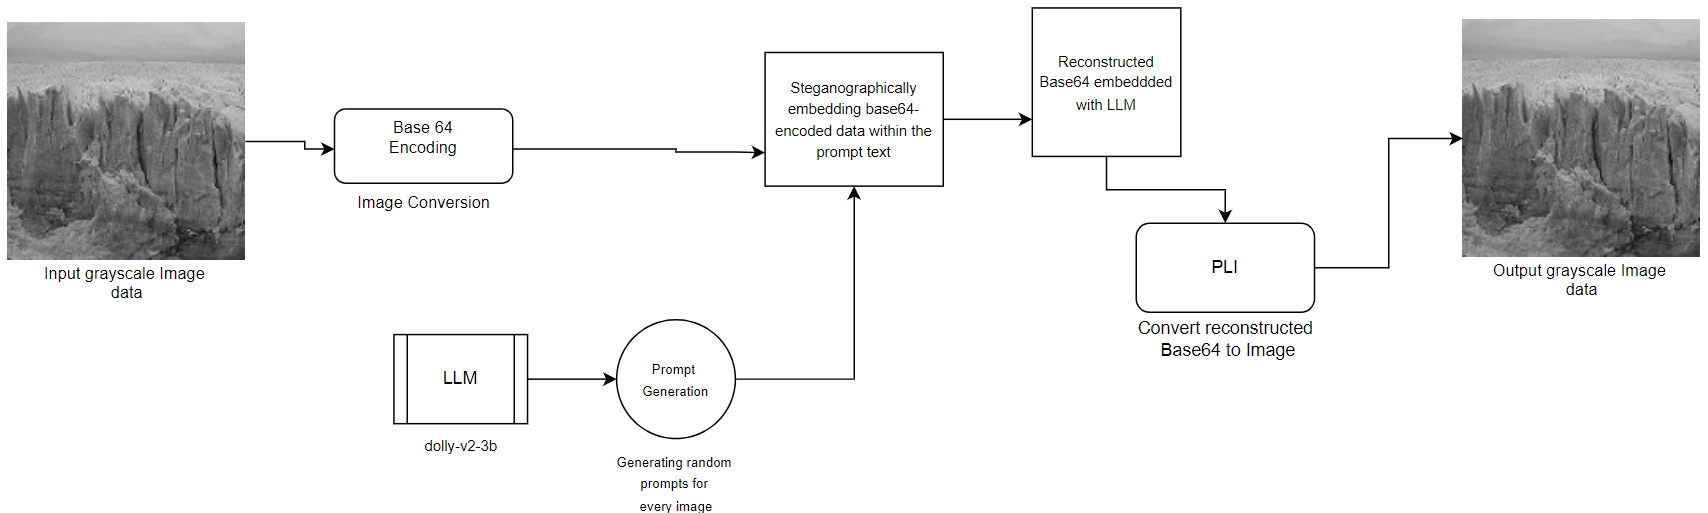 Input grayscale Image
data
Base 64
Encoding
Image Conversion
LLM
dolly-v2-3b
Prompt
Generation
Generating random
prompts for
every image
Steganographically
embedding base64-
encoded data within the
prompt text
Reconstructed
Base64 embeddded
with LLM
PLI
Convert reconstructed
Base64 to Image
Output grayscale Image
data